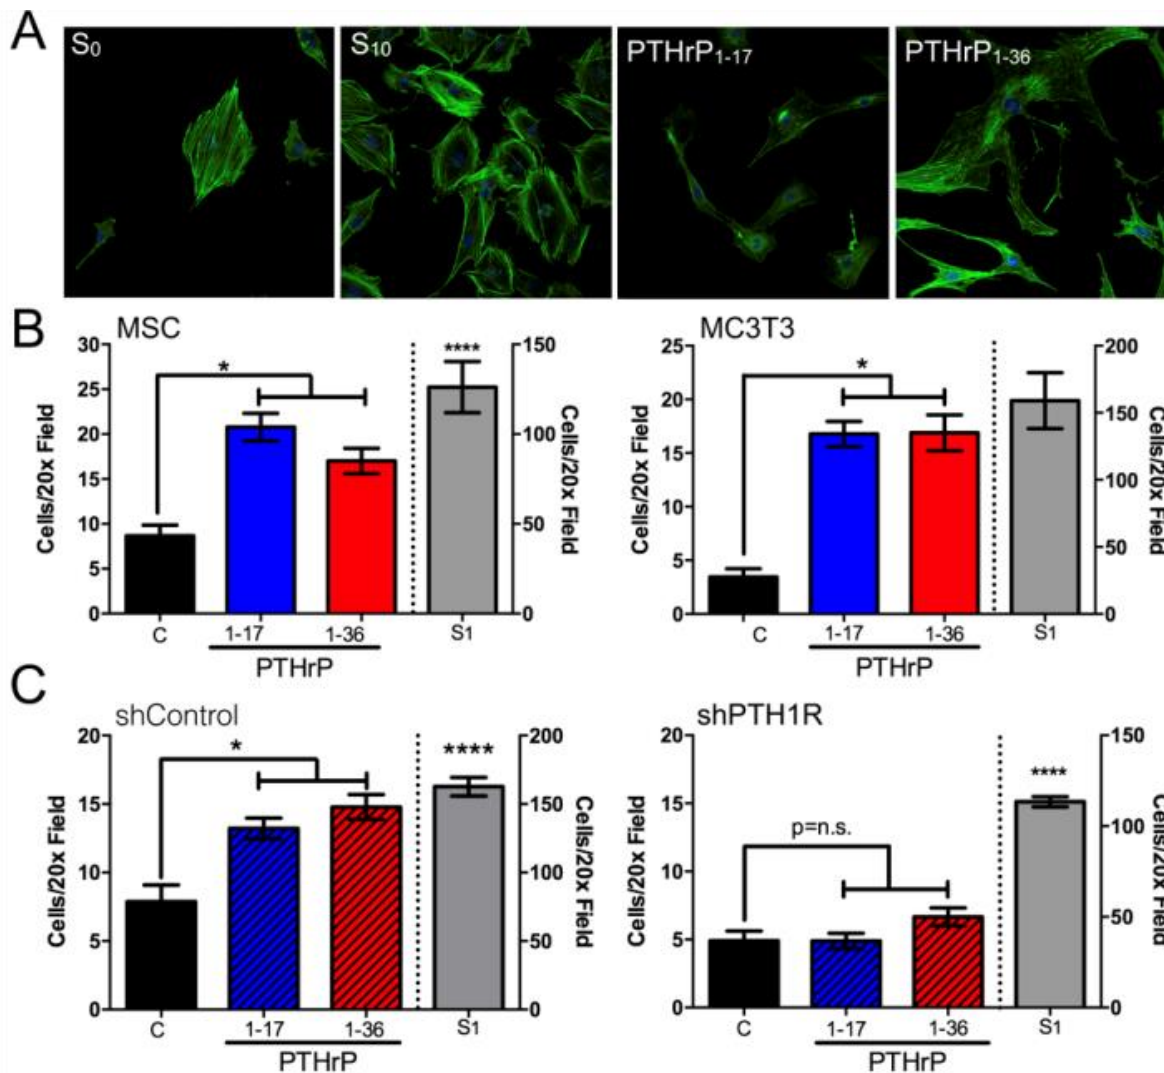 A
S0
S10
PTHrP1-17
PTHrP1-36
B
MSC
Cells/20x Field
30
25
20
15
10
5
0
*
****
150
100
50
0
Cells/20x Field
C
1-17
1-36
S1
PTHrP
MC3T3
Cells/20x Field
25
20
15
10
5
0
*
200
150
100
50
0
Cells/20x Field
C
1-17
1-36
S1
PTHrP
C
shControl
Cells/20x Field
20
15
10
5
0
*
****
200
150
100
50
0
Cells/20x Field
C
1-17
1-36
S1
PTHrP
shPTH1R
Cells/20x Field
20
15
10
5
0
p=n.s.
****
150
100
50
0
Cells/20x Field
C
1-17
1-36
S1
PTHrP